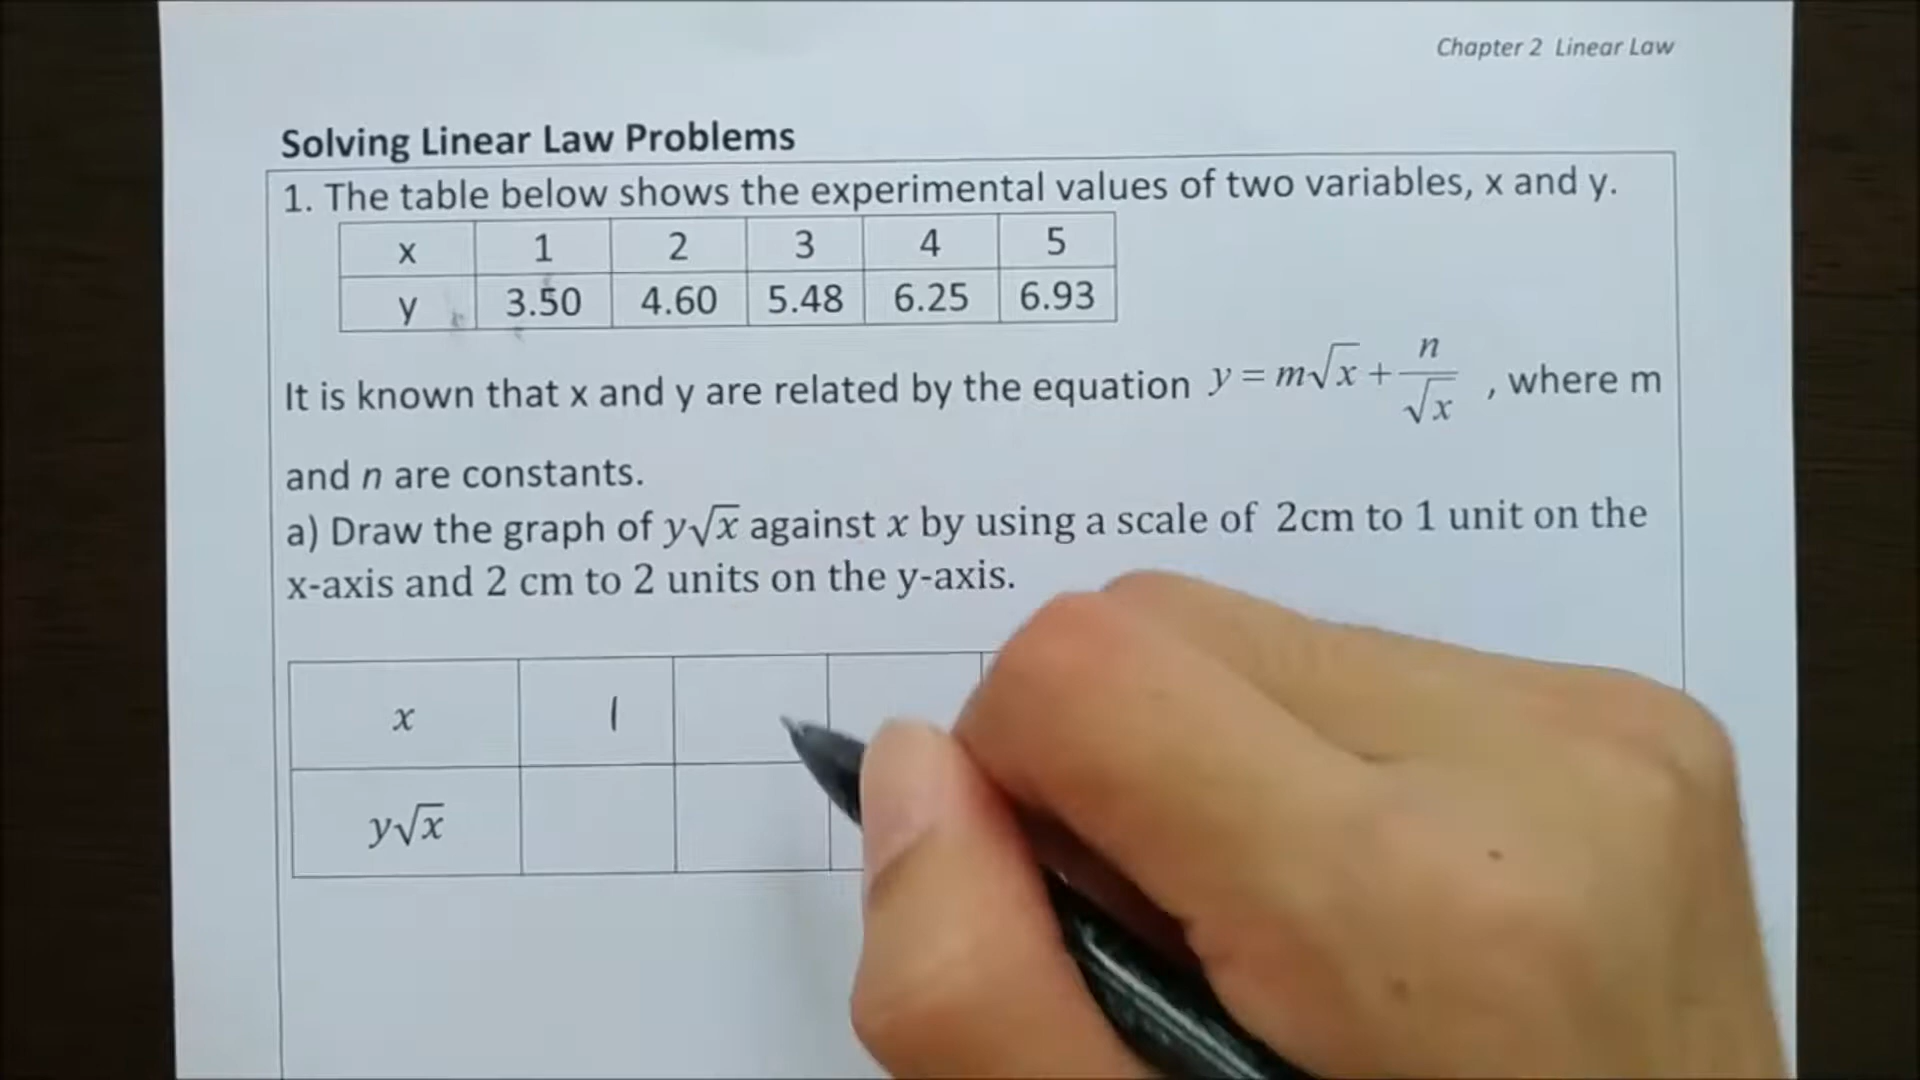 Chapter 2 Linear Law
Solving Linear Law Problems
1. The table below shows the experimental values of two variables, x and y.
x 1 2 3 4 5
y 3.50 4.60 5.48 6.25 6.93
It is known that x and y are related by the equation y = m√x + n/√x , where m
and n are constants.
a) Draw the graph of y√x against x by using a scale of 2cm to 1 unit on the
x-axis and 2 cm to 2 units on the y-axis.
x 1
y√x